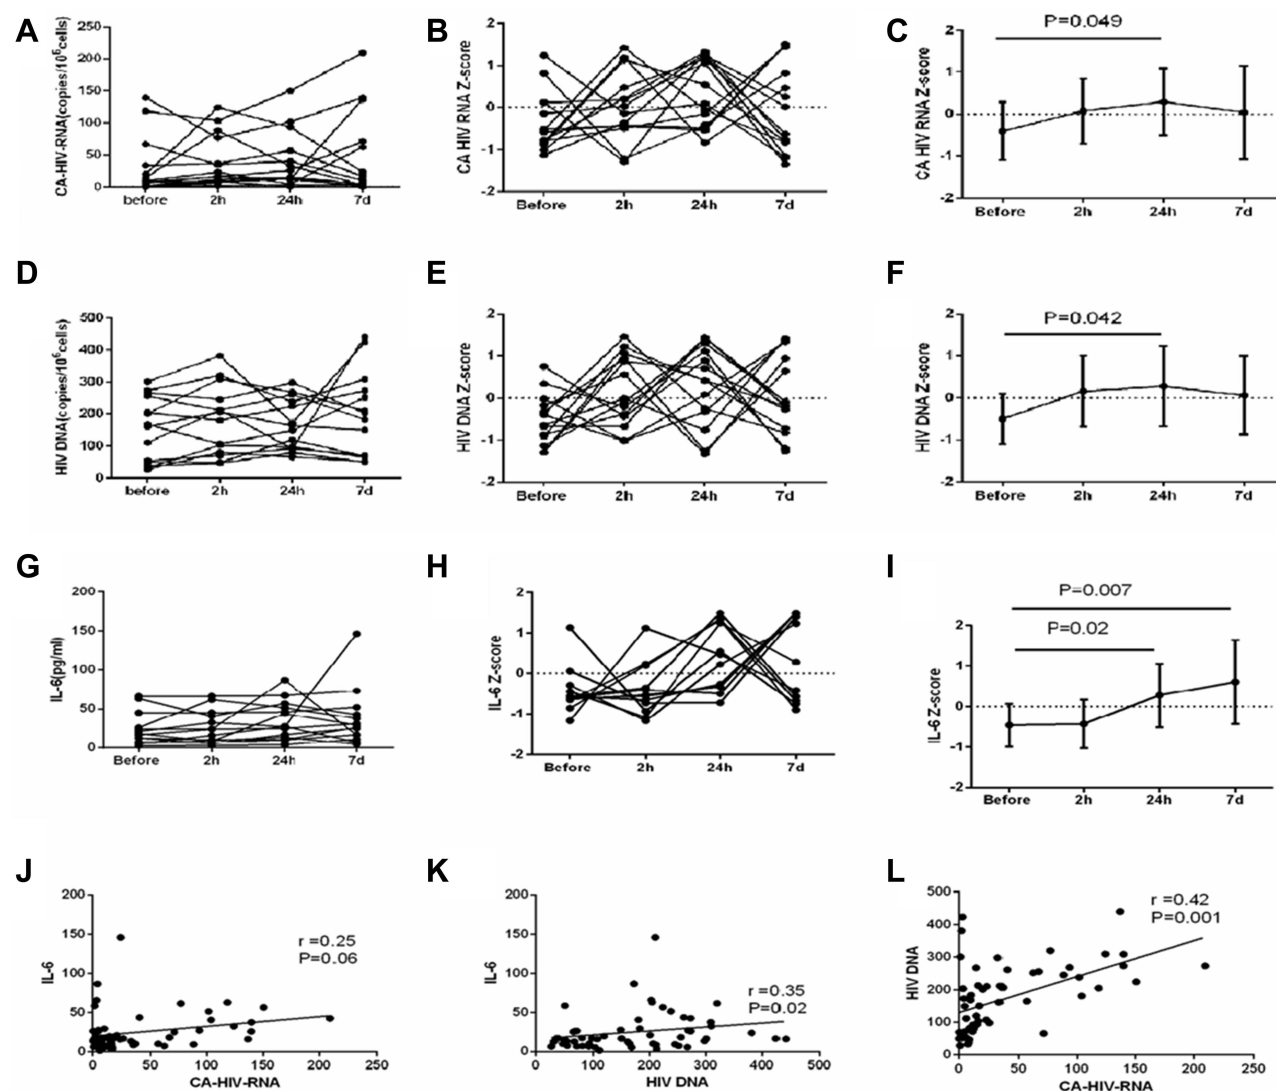 A
CA-HIV-RNA(copies/10⁶cells)
250
200
150
100
50
0
before 2h 24h 7d
B
CA HIV RNA Z-score
2
1
0
-1
-2
Before 2h 24h 7d
C
P=0.049
CA HIV RNA Z-score
2
1
0
-1
-2
Before 2h 24h 7d
D
HIV DNA(copies/10⁶cells)
500
400
300
200
100
0
before 2h 24h 7d
E
HIV DNA Z-score
2
1
0
-1
-2
Before 2h 24h 7d
F
P=0.042
HIV DNA Z-score
2
1
0
-1
-2
Before 2h 24h 7d
G
IL-6(pg/ml)
200
150
100
50
0
Before 2h 24h 7d
H
IL-6 Z-score
2
1
0
-1
-2
Before 2h 24h 7d
I
P=0.007
P=0.02
IL-6 Z-score
2
1
0
-1
-2
Before 2h 24h 7d
J
IL-6
200
150
100
50
0
r =0.25
P=0.06
0 50 100 150 200 250
CA-HIV-RNA
K
IL-6
200
150
100
50
0
r =0.35
P=0.02
0 100 200 300 400 500
HIV DNA
L
HIV DNA
500
400
300
200
100
0
r =0.42
P=0.001
0 50 100 150 200 250
CA-HIV-RNA